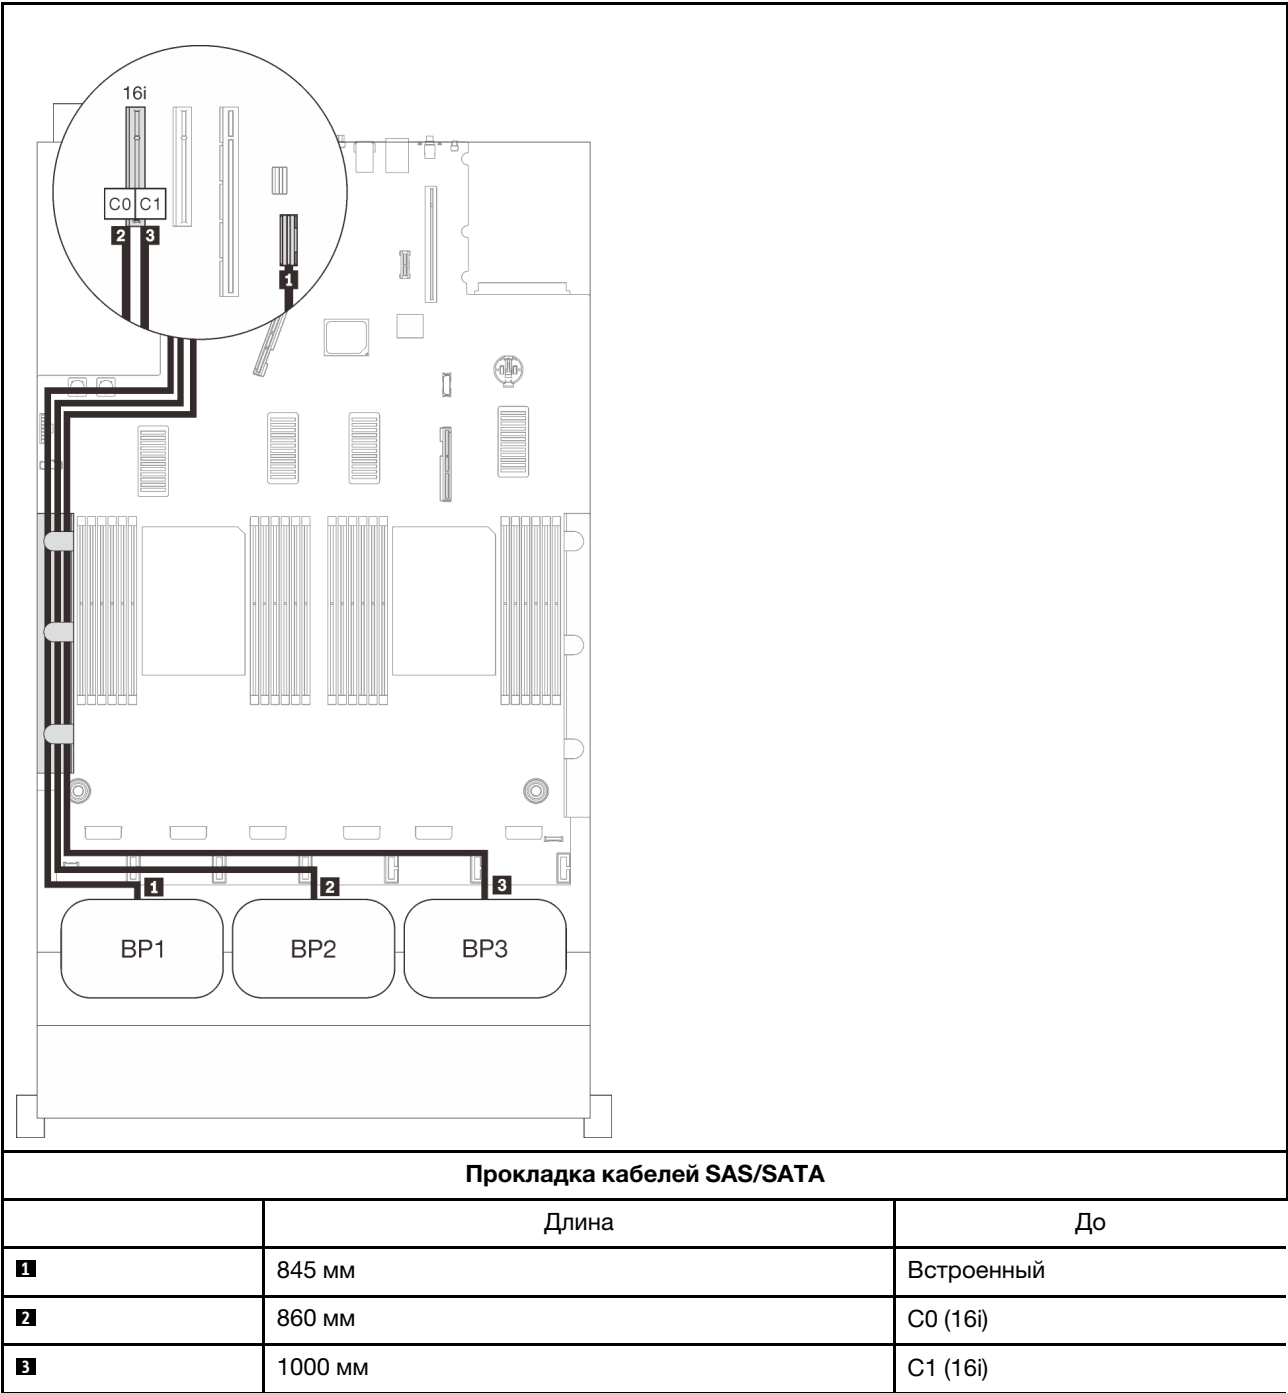 16i
C0 C1
2 3
1
1 2 3
BP1 BP2 BP3
Прокладка кабелей SAS/SATA
Длина До
1 845 мм Встроенный
2 860 мм C0 (16i)
3 1000 мм C1 (16i)